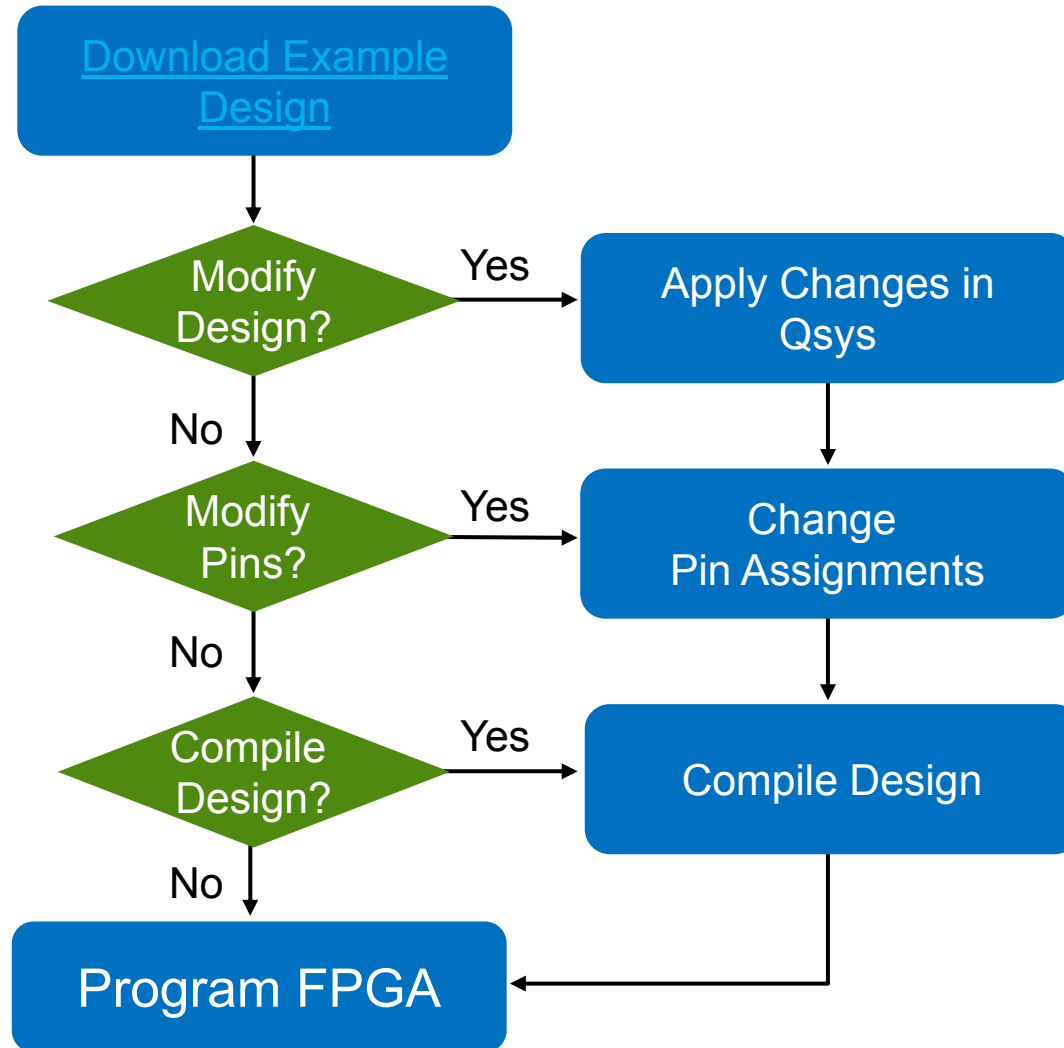 Download Example
Design
Modify
Design?
Yes
Apply Changes in
Qsys
No
Modify
Pins?
Yes
Change
Pin Assignments
No
Compile
Design?
Yes
Compile Design
No
Program FPGA